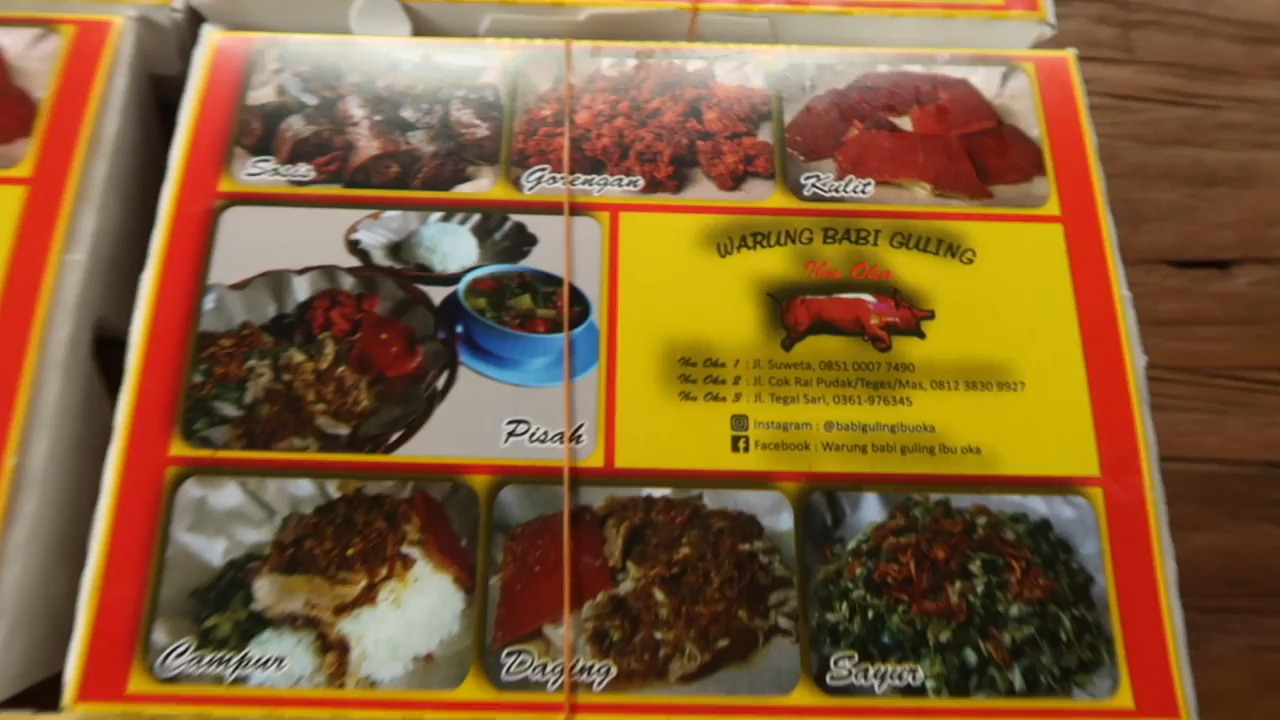 Sosis
Gorengan
Kulit
WARUNG BABI GULING
Ibu Oka
Ibu Oka 1 : Jl. Suweta, 0851 0007 7490
Ibu Oka 2 : Jl. Cok Rai Pudak/Teges/Mas, 0812 3830 9927
Ibu Oka 3 : Jl. Tegal Sari, 0361-976345
Instagram : @babigulingibuoka
Facebook : Warung babi guling ibu oka
Pisah
Campur
Daging
Sayur